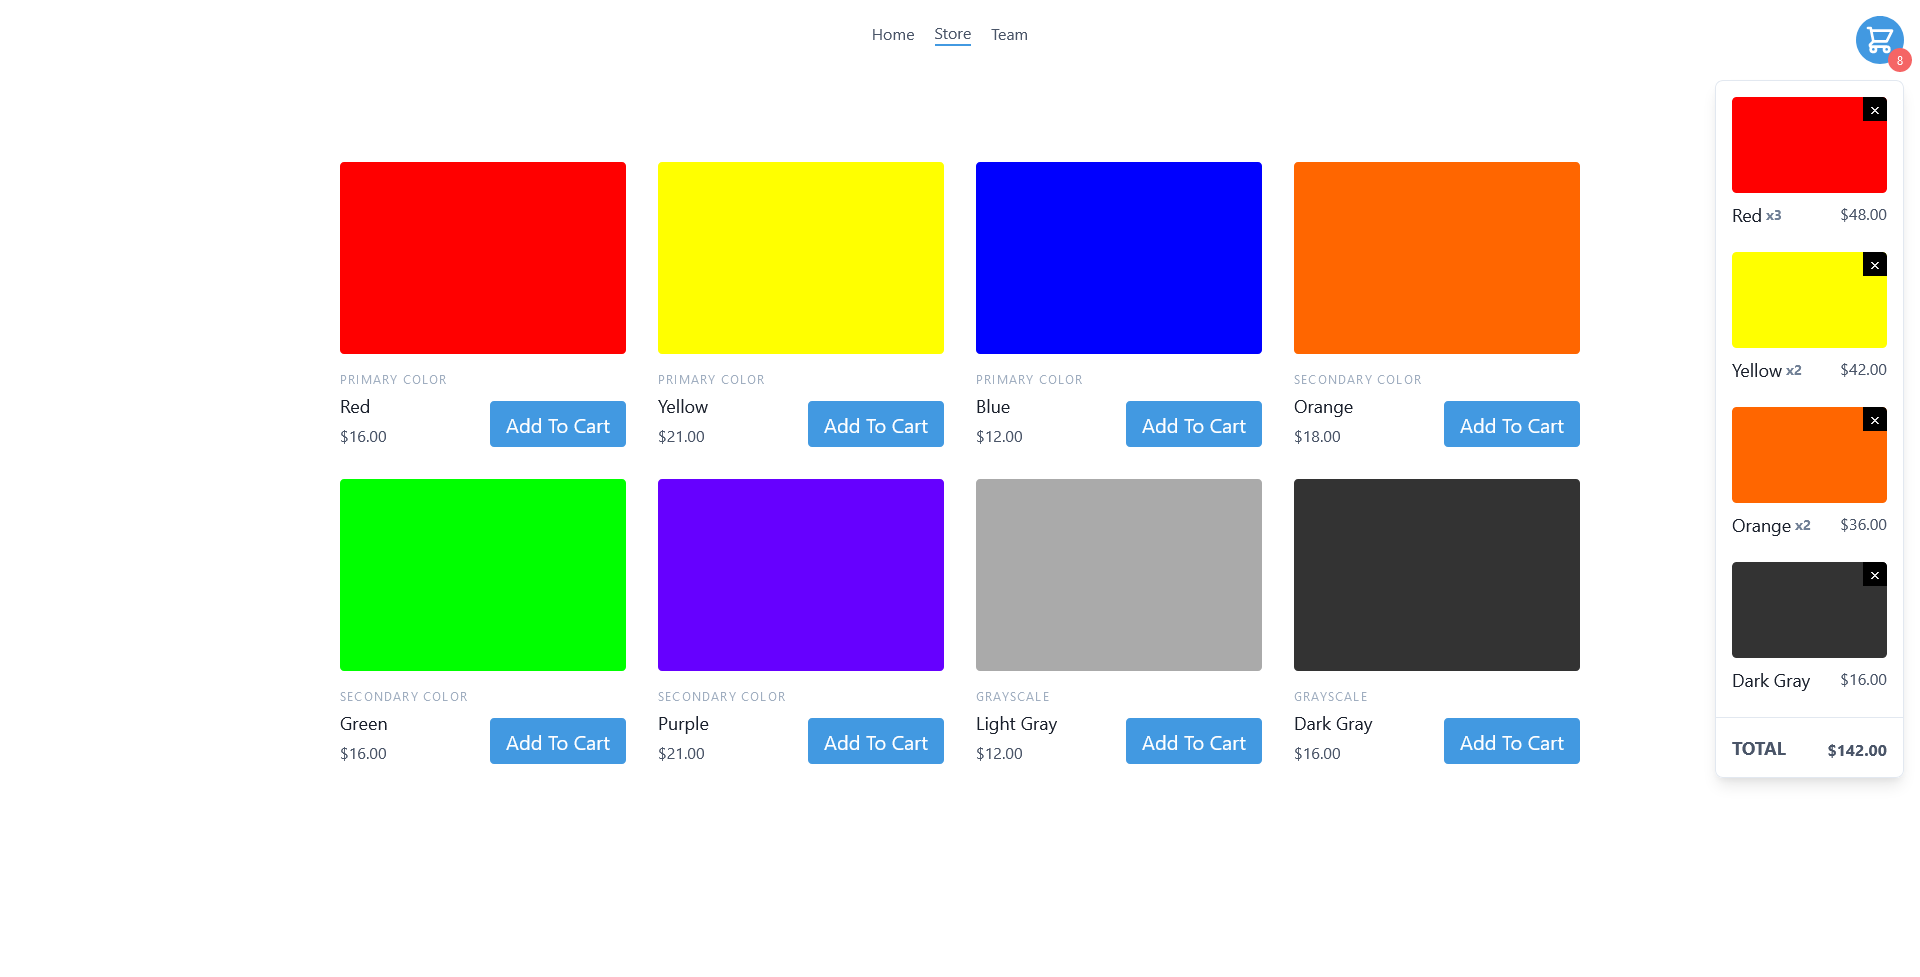 Home Store Team
8
×
Red x3 $48.00
×
Yellow x2 $42.00
×
Orange x2 $36.00
×
Dark Gray $16.00
TOTAL $142.00
PRIMARY COLOR
Red
$16.00
Add To Cart
PRIMARY COLOR
Yellow
$21.00
Add To Cart
PRIMARY COLOR
Blue
$12.00
Add To Cart
SECONDARY COLOR
Orange
$18.00
Add To Cart
SECONDARY COLOR
Green
$16.00
Add To Cart
SECONDARY COLOR
Purple
$21.00
Add To Cart
GRAYSCALE
Light Gray
$12.00
Add To Cart
GRAYSCALE
Dark Gray
$16.00
Add To Cart